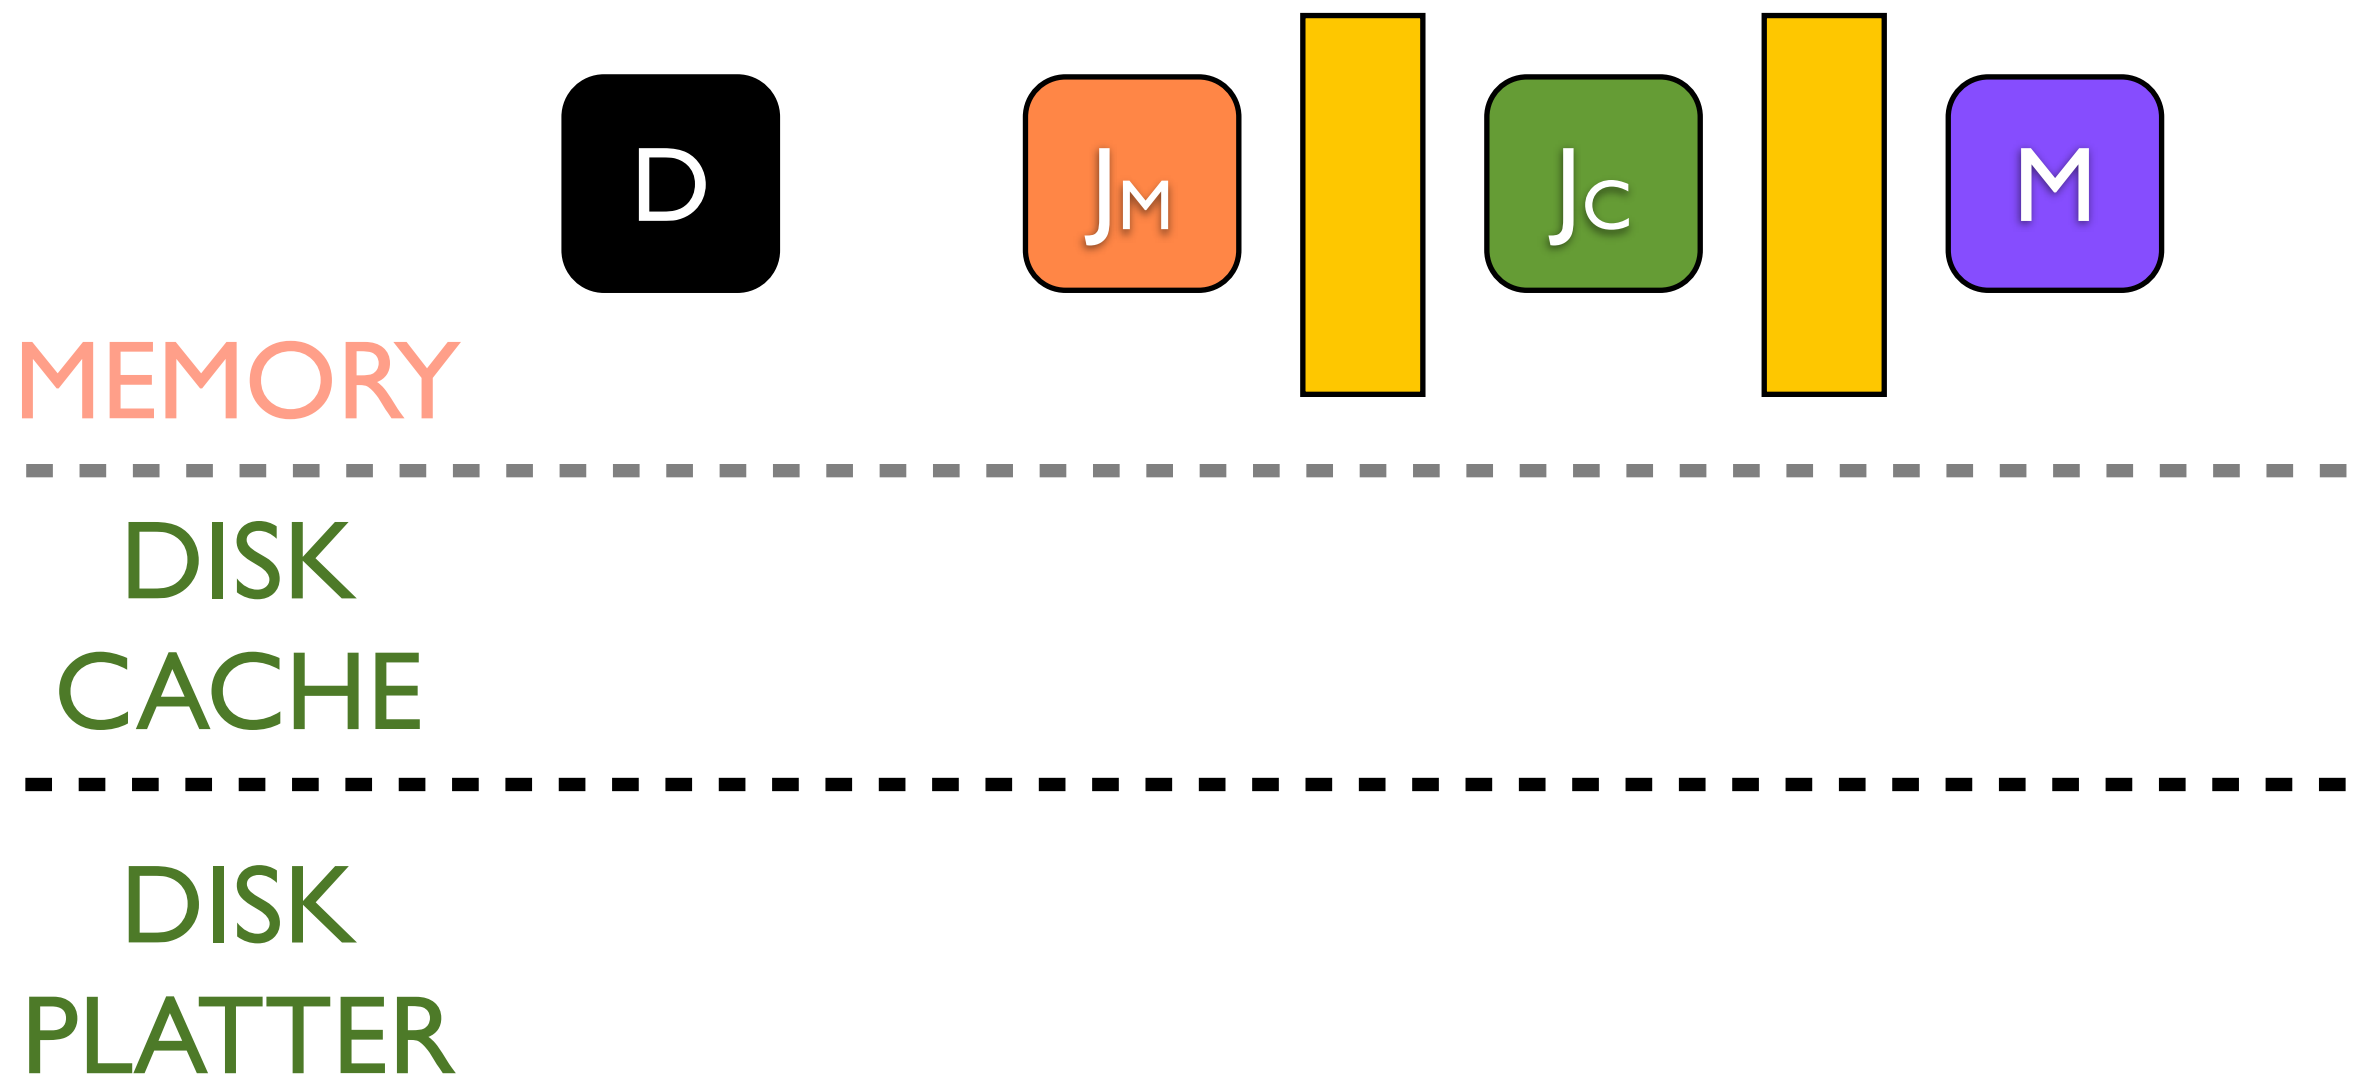 D JM JC M
MEMORY
DISK
CACHE
DISK
PLATTER